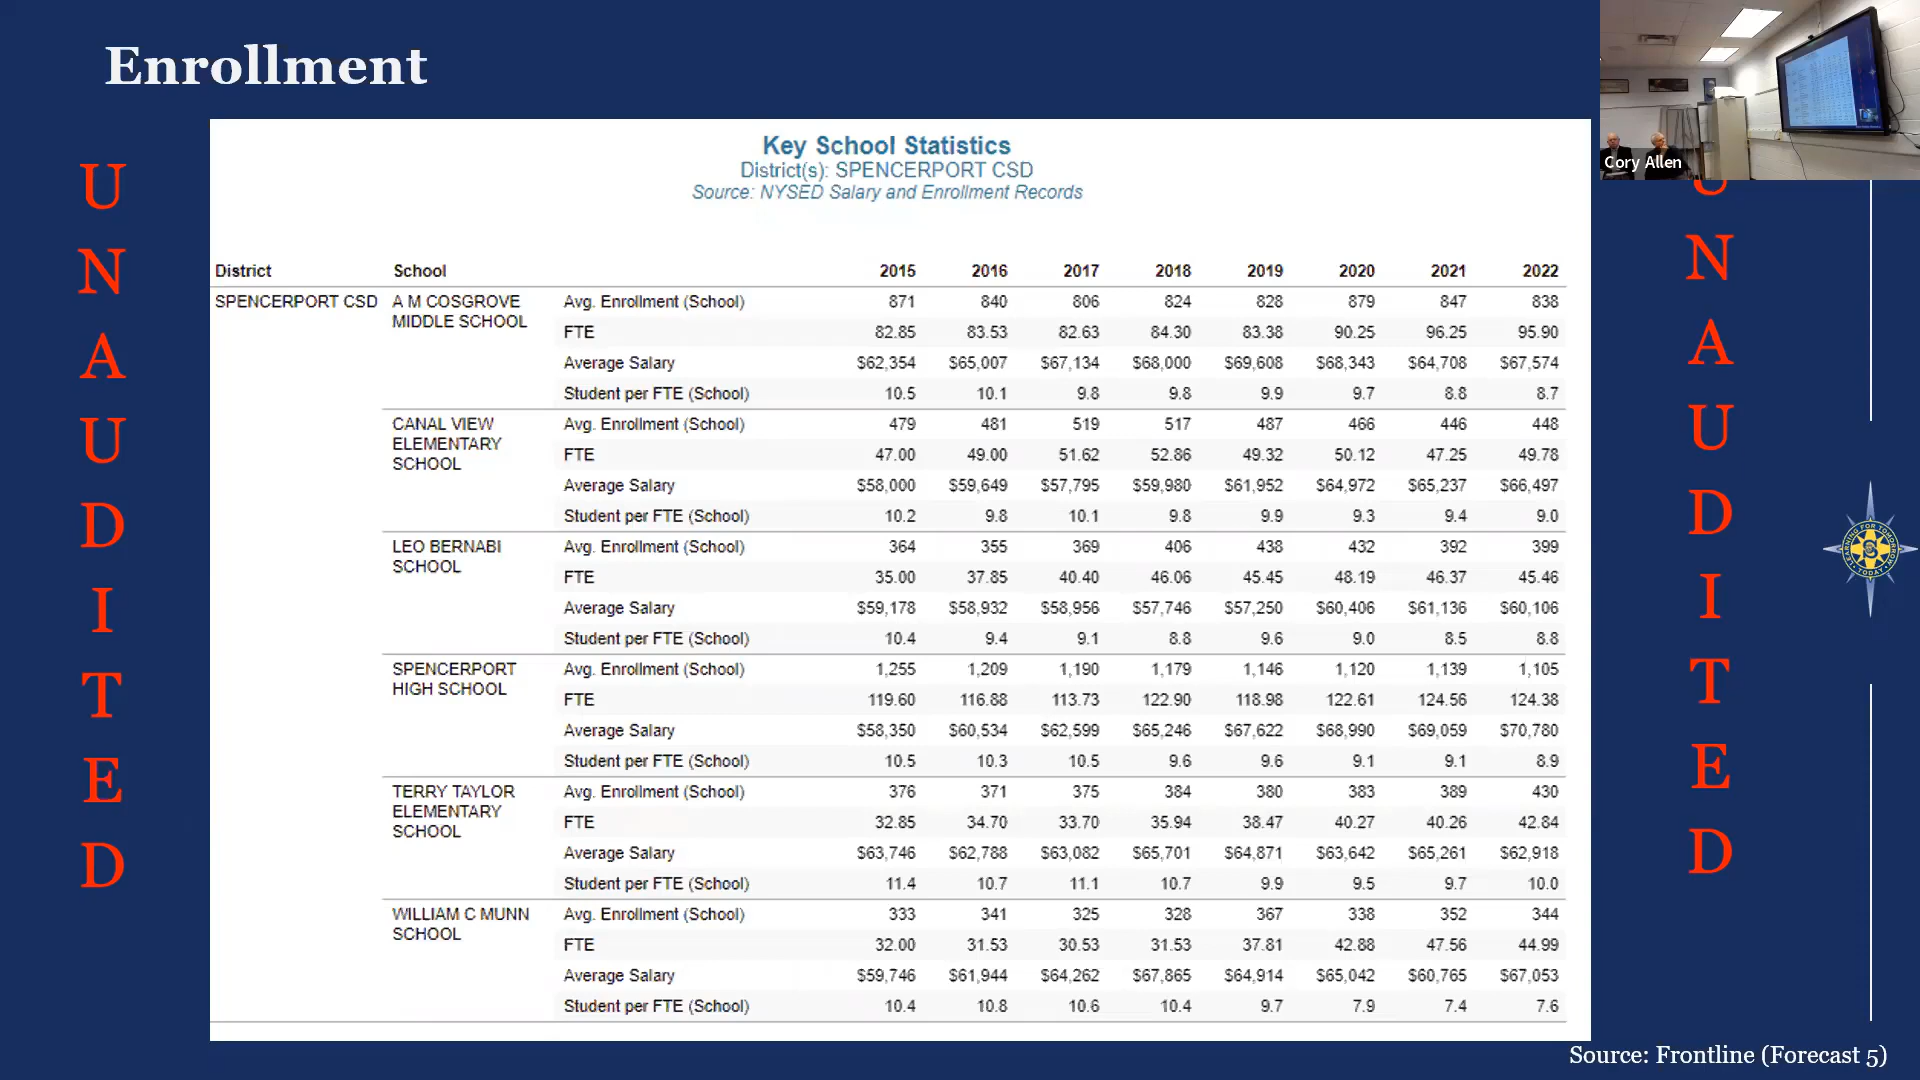 Enrollment
Cory Allen
U
N
A
U
D
I
T
E
D
Key School Statistics
District(s): SPENCERPORT CSD
Source: NYSED Salary and Enrollment Records
District School 2015 2016 2017 2018 2019 2020 2021 2022
SPENCERPORT CSD A M COSGROVE MIDDLE SCHOOL
Avg. Enrollment (School) 871 840 806 824 828 879 847 838
FTE 82.85 83.53 82.63 84.30 83.38 90.25 96.25 95.90
Average Salary $62,354 $65,007 $67,134 $68,000 $69,608 $68,343 $64,708 $67,574
Student per FTE (School) 10.5 10.1 9.8 9.8 9.9 9.7 8.8 8.7
CANAL VIEW ELEMENTARY SCHOOL
Avg. Enrollment (School) 479 481 519 517 487 466 446 448
FTE 47.00 49.00 51.62 52.86 49.32 50.12 47.25 49.78
Average Salary $58,000 $59,649 $57,795 $59,980 $61,952 $64,972 $65,237 $66,497
Student per FTE (School) 10.2 9.8 10.1 9.8 9.9 9.3 9.4 9.0
LEO BERNABI SCHOOL
Avg. Enrollment (School) 364 355 369 406 438 432 392 399
FTE 35.00 37.85 40.40 46.06 45.45 48.19 46.37 45.46
Average Salary $59,178 $58,932 $58,956 $57,746 $57,250 $60,406 $61,136 $60,106
Student per FTE (School) 10.4 9.4 9.1 8.8 9.6 9.0 8.5 8.8
SPENCERPORT HIGH SCHOOL
Avg. Enrollment (School) 1,255 1,209 1,190 1,179 1,146 1,120 1,139 1,105
FTE 119.60 116.88 113.73 122.90 118.98 122.61 124.56 124.38
Average Salary $58,350 $60,534 $62,599 $65,246 $67,622 $68,990 $69,059 $70,780
Student per FTE (School) 10.5 10.3 10.5 9.6 9.6 9.1 9.1 8.9
TERRY TAYLOR ELEMENTARY SCHOOL
Avg. Enrollment (School) 376 371 375 384 380 383 389 430
FTE 32.85 34.70 33.70 35.94 38.47 40.27 40.26 42.84
Average Salary $63,746 $62,788 $63,082 $65,701 $64,871 $63,642 $65,261 $62,918
Student per FTE (School) 11.4 10.7 11.1 10.7 9.9 9.5 9.7 10.0
WILLIAM C MUNN SCHOOL
Avg. Enrollment (School) 333 341 325 328 367 338 352 344
FTE 32.00 31.53 30.53 31.53 37.81 42.88 47.56 44.99
Average Salary $59,746 $61,944 $64,262 $67,865 $64,914 $65,042 $60,765 $67,053
Student per FTE (School) 10.4 10.8 10.6 10.4 9.7 7.9 7.4 7.6
U
N
A
U
D
I
T
E
D
LEARNING FOR TOMORROW
TODAY
S
Source: Frontline (Forecast 5)